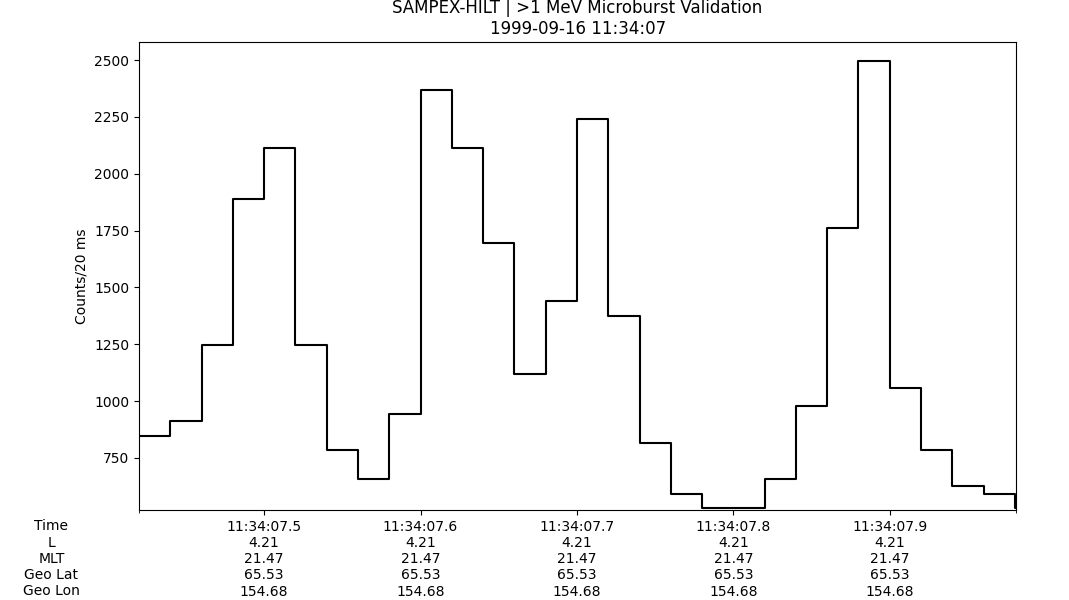 SAMPEX-HILT | >1 MeV Microburst Validation
1999-09-16 11:34:07
2500
2250
2000
1750
1500
1250
1000
750
Counts/20 ms
Time 11:34:07.5 11:34:07.6 11:34:07.7 11:34:07.8 11:34:07.9
L 4.21 4.21 4.21 4.21 4.21
MLT 21.47 21.47 21.47 21.47 21.47
Geo Lat 65.53 65.53 65.53 65.53 65.53
Geo Lon 154.68 154.68 154.68 154.68 154.68